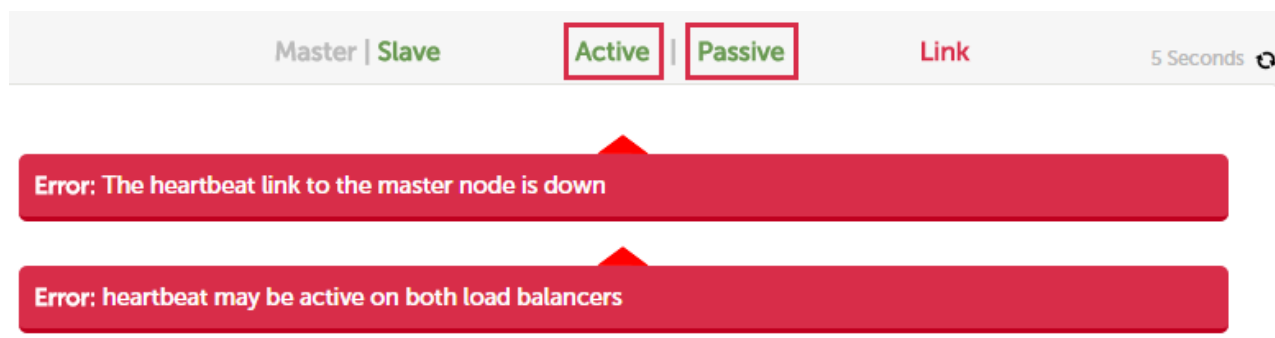 Master | Slave Active | Passive Link 5 Seconds
Error: The heartbeat link to the master node is down
Error: heartbeat may be active on both load balancers